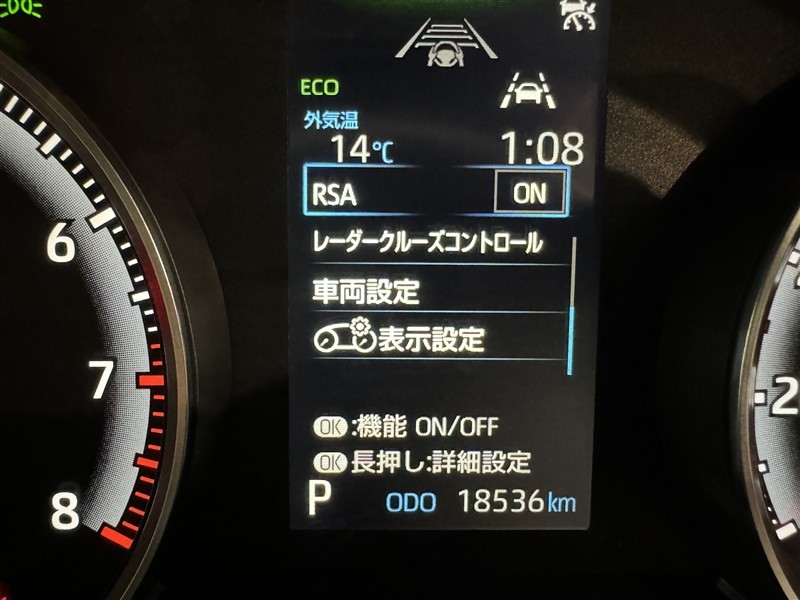 ECO
外気温
14℃ 1:08
RSA ON
レーダークルーズコントロール
車両設定
表示設定
OK:機能 ON/OFF
OK長押し:詳細設定
P ODO 18536km
6
7
8
2